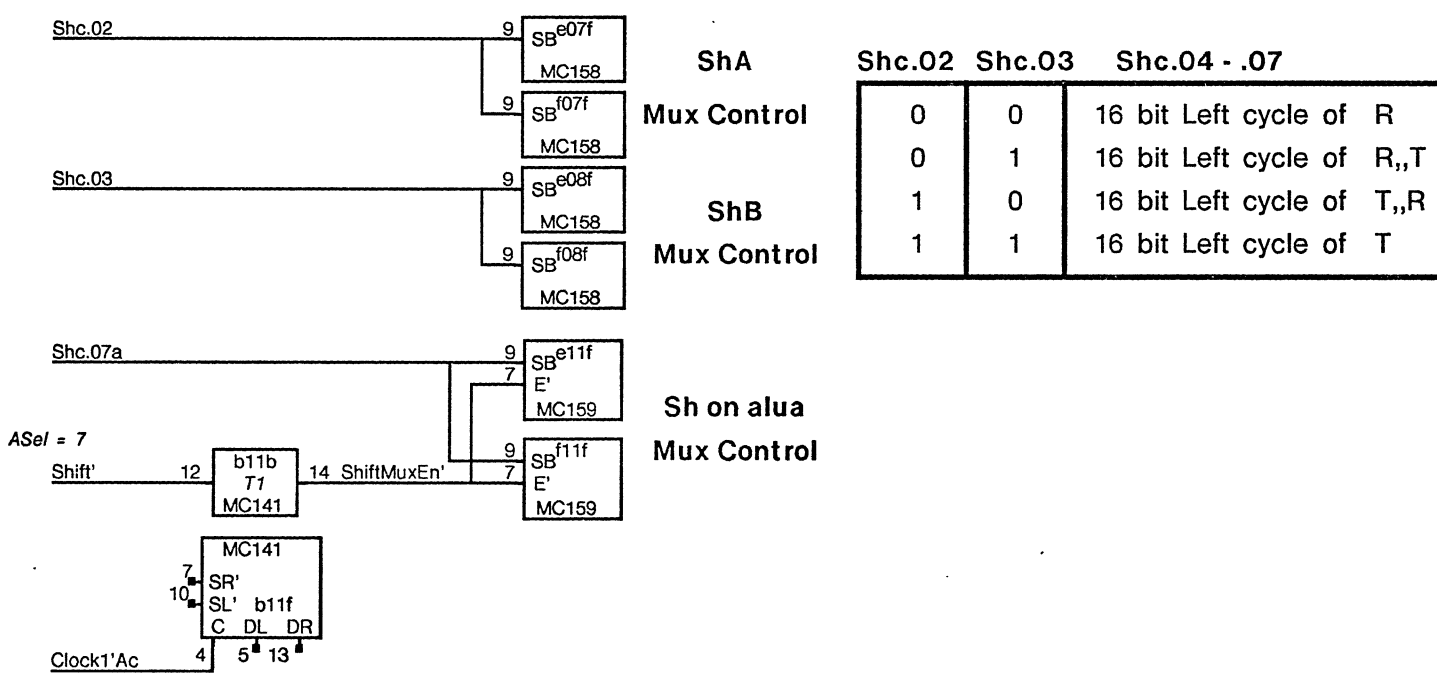 Shc.02
9
SB e07f
MC158
9
SB f07f
MC158
ShA
Mux Control
Shc.03
9
SB e08f
MC158
9
SB f08f
MC158
ShB
Mux Control
Shc.02 Shc.03 Shc.04 - .07
0 0 16 bit Left cycle of R
0 1 16 bit Left cycle of R,,T
1 0 16 bit Left cycle of T,,R
1 1 16 bit Left cycle of T
Shc.07a
9
SB e11f
7
E'
MC159
9
SB f11f
7
E'
MC159
Sh on alua
Mux Control
ASel = 7
Shift'
12
b11b
T1
MC141
14 ShiftMuxEn'
MC141
7 SR'
10 SL' b11f
C DL DR
4 5 13
Clock1'Ac